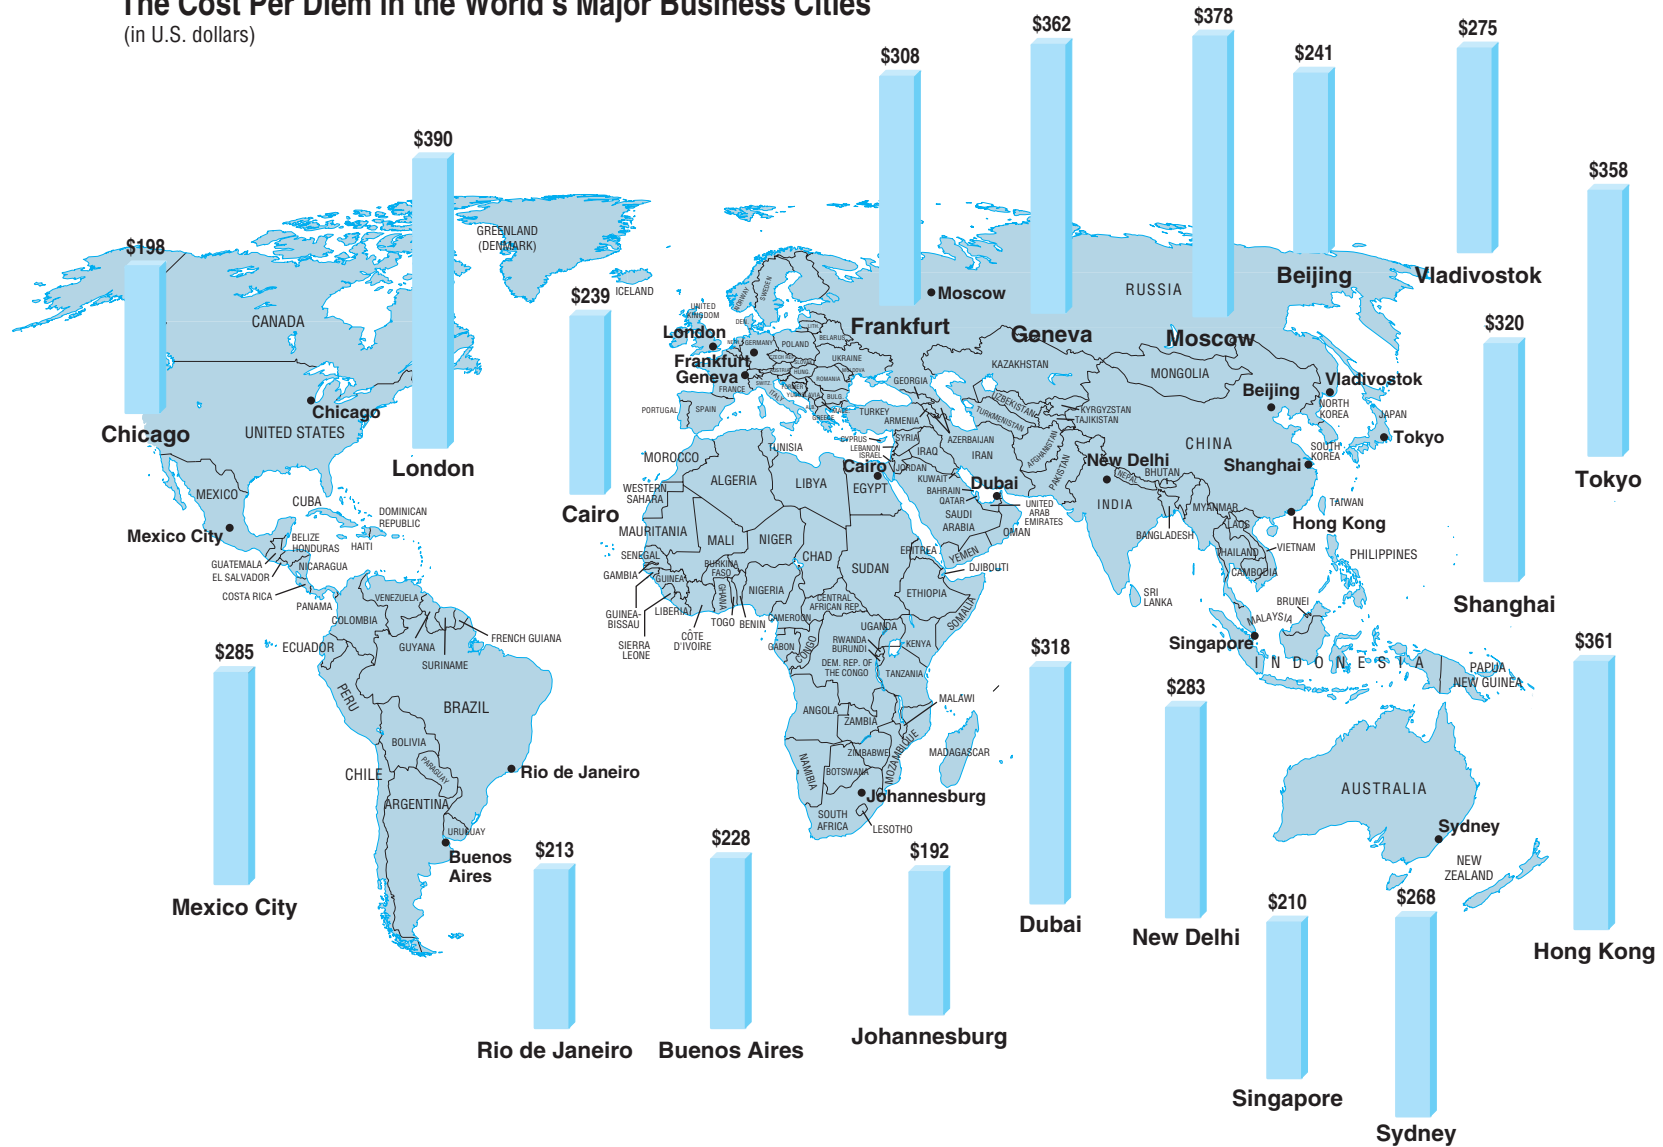 The Cost Per Diem in the World's Major Business Cities
(in U.S. dollars)
$198
Chicago
$390
London
$239
Cairo
$308
Frankfurt
$362
Geneva
$378
Moscow
$241
Beijing
$275
Vladivostok
$358
Tokyo
$320
Shanghai
$361
Hong Kong
$285
Mexico City
$213
Rio de Janeiro
$228
Buenos Aires
$192
Johannesburg
$318
Dubai
$283
New Delhi
$210
Singapore
$268
Sydney
GREENLAND
(DENMARK)
ICELAND
CANADA
Chicago
UNITED STATES
MEXICO
Mexico City
CUBA
DOMINICAN
REPUBLIC
HAITI
BELIZE
HONDURAS
GUATEMALA
EL SALVADOR
NICARAGUA
COSTA RICA
PANAMA
VENEZUELA
COLOMBIA
ECUADOR
GUYANA
SURINAME
FRENCH GUIANA
PERU
BRAZIL
BOLIVIA
PARAGUAY
CHILE
ARGENTINA
URUGUAY
Rio de Janeiro
Buenos
Aires
UNITED
KINGDOM
London
Frankfurt
Geneva
NORWAY
SWEDEN
DEN.
GERMANY
POLAND
BELARUS
UKRAINE
MOLDOVA
ROMANIA
HUNG.
SWITZ.
FRANCE
ITALY
BULG.
GREECE
PORTUGAL
SPAIN
Moscow
RUSSIA
KAZAKHSTAN
MONGOLIA
GEORGIA
TURKEY
ARMENIA
AZERBAIJAN
UZBEKISTAN
TURKMENISTAN
KYRGYZSTAN
TAJIKISTAN
AFGHANISTAN
PAKISTAN
CYPRUS
LEBANON
ISRAEL
SYRIA
IRAQ
IRAN
JORDAN
KUWAIT
BAHRAIN
QATAR
SAUDI
ARABIA
UNITED
ARAB
EMIRATES
OMAN
YEMEN
Dubai
Cairo
EGYPT
MOROCCO
TUNISIA
ALGERIA
LIBYA
WESTERN
SAHARA
MAURITANIA
MALI
NIGER
CHAD
SUDAN
ERITREA
DJIBOUTI
ETHIOPIA
SOMALIA
SENEGAL
GAMBIA
GUINEA-
BISSAU
GUINEA
SIERRA
LEONE
LIBERIA
CÔTE
D'IVOIRE
BURKINA
FASO
GHANA
TOGO
BENIN
NIGERIA
CAMEROON
CENTRAL
AFRICAN REP.
GABON
CONGO
UGANDA
KENYA
RWANDA
BURUNDI
DEM. REP. OF
THE CONGO
TANZANIA
MALAWI
ANGOLA
ZAMBIA
ZIMBABWE
MOZAMBIQUE
MADAGASCAR
NAMIBIA
BOTSWANA
SOUTH
AFRICA
LESOTHO
Johannesburg
New Delhi
NEPAL
BHUTAN
INDIA
BANGLADESH
SRI
LANKA
CHINA
Beijing
Vladivostok
NORTH
KOREA
SOUTH
KOREA
JAPAN
Tokyo
Shanghai
TAIWAN
Hong Kong
MYANMAR
LAOS
THAILAND
VIETNAM
CAMBODIA
PHILIPPINES
BRUNEI
MALAYSIA
Singapore
INDONESIA
PAPUA
NEW GUINEA
AUSTRALIA
Sydney
NEW
ZEALAND